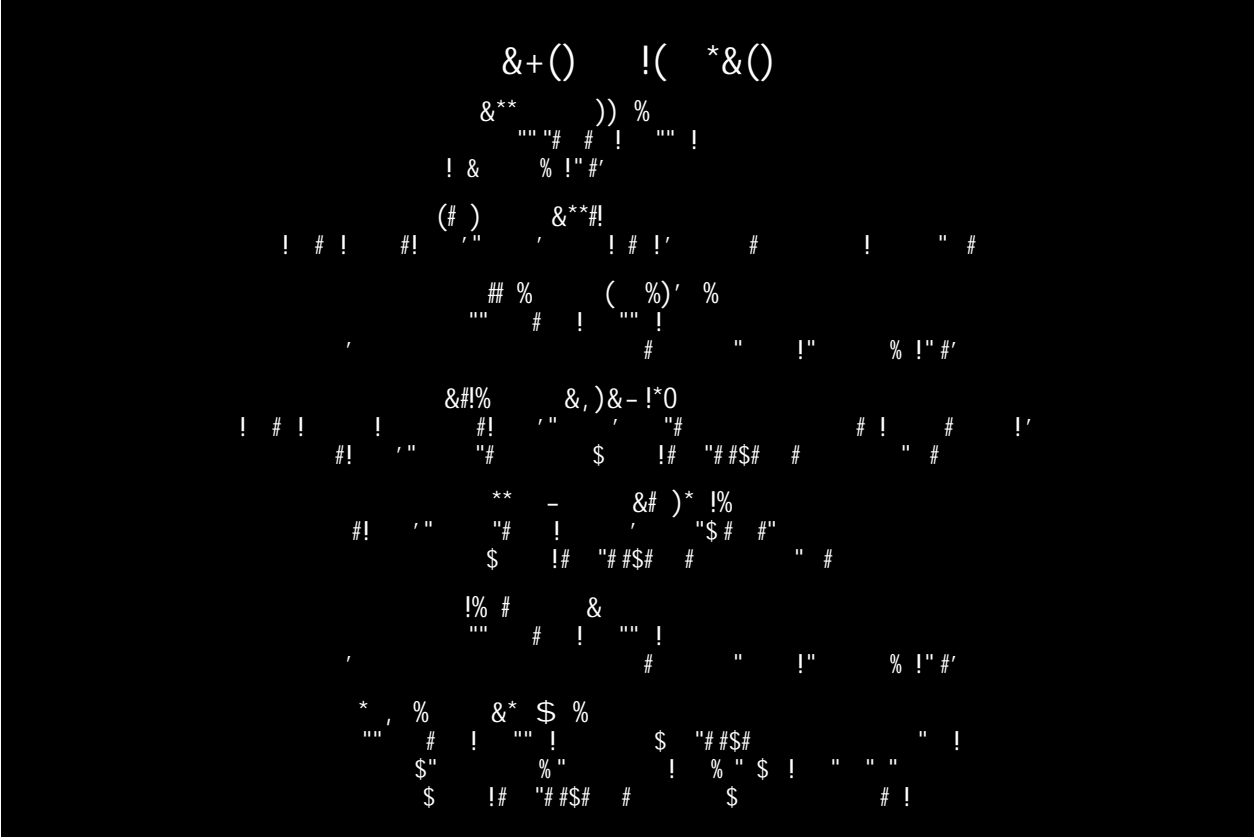 &+() !( *&()
&** )) %
"" "# # ! "" !
! & % !" #'
(# ) &**#!
! # ! #! '" ' ! # !' # ! " #
## % ( %)' %
"" # ! "" !
' # " !" % !" #'
&#!% &,)&– !*0
! # ! ! #! '" ' "# # ! # !'
#! '" "# $ !# "##$# # " #
** – &# )* !%
#! '" "# ! ' "$ # #"
$ !# "##$# # " #
!% # &
"" # ! "" !
' # " !" % !" #'
* , % &* $ %
"" # ! "" ! $ "##$# " !
$" %" ! % " $ ! " " "
$ !# "##$# # $ # !